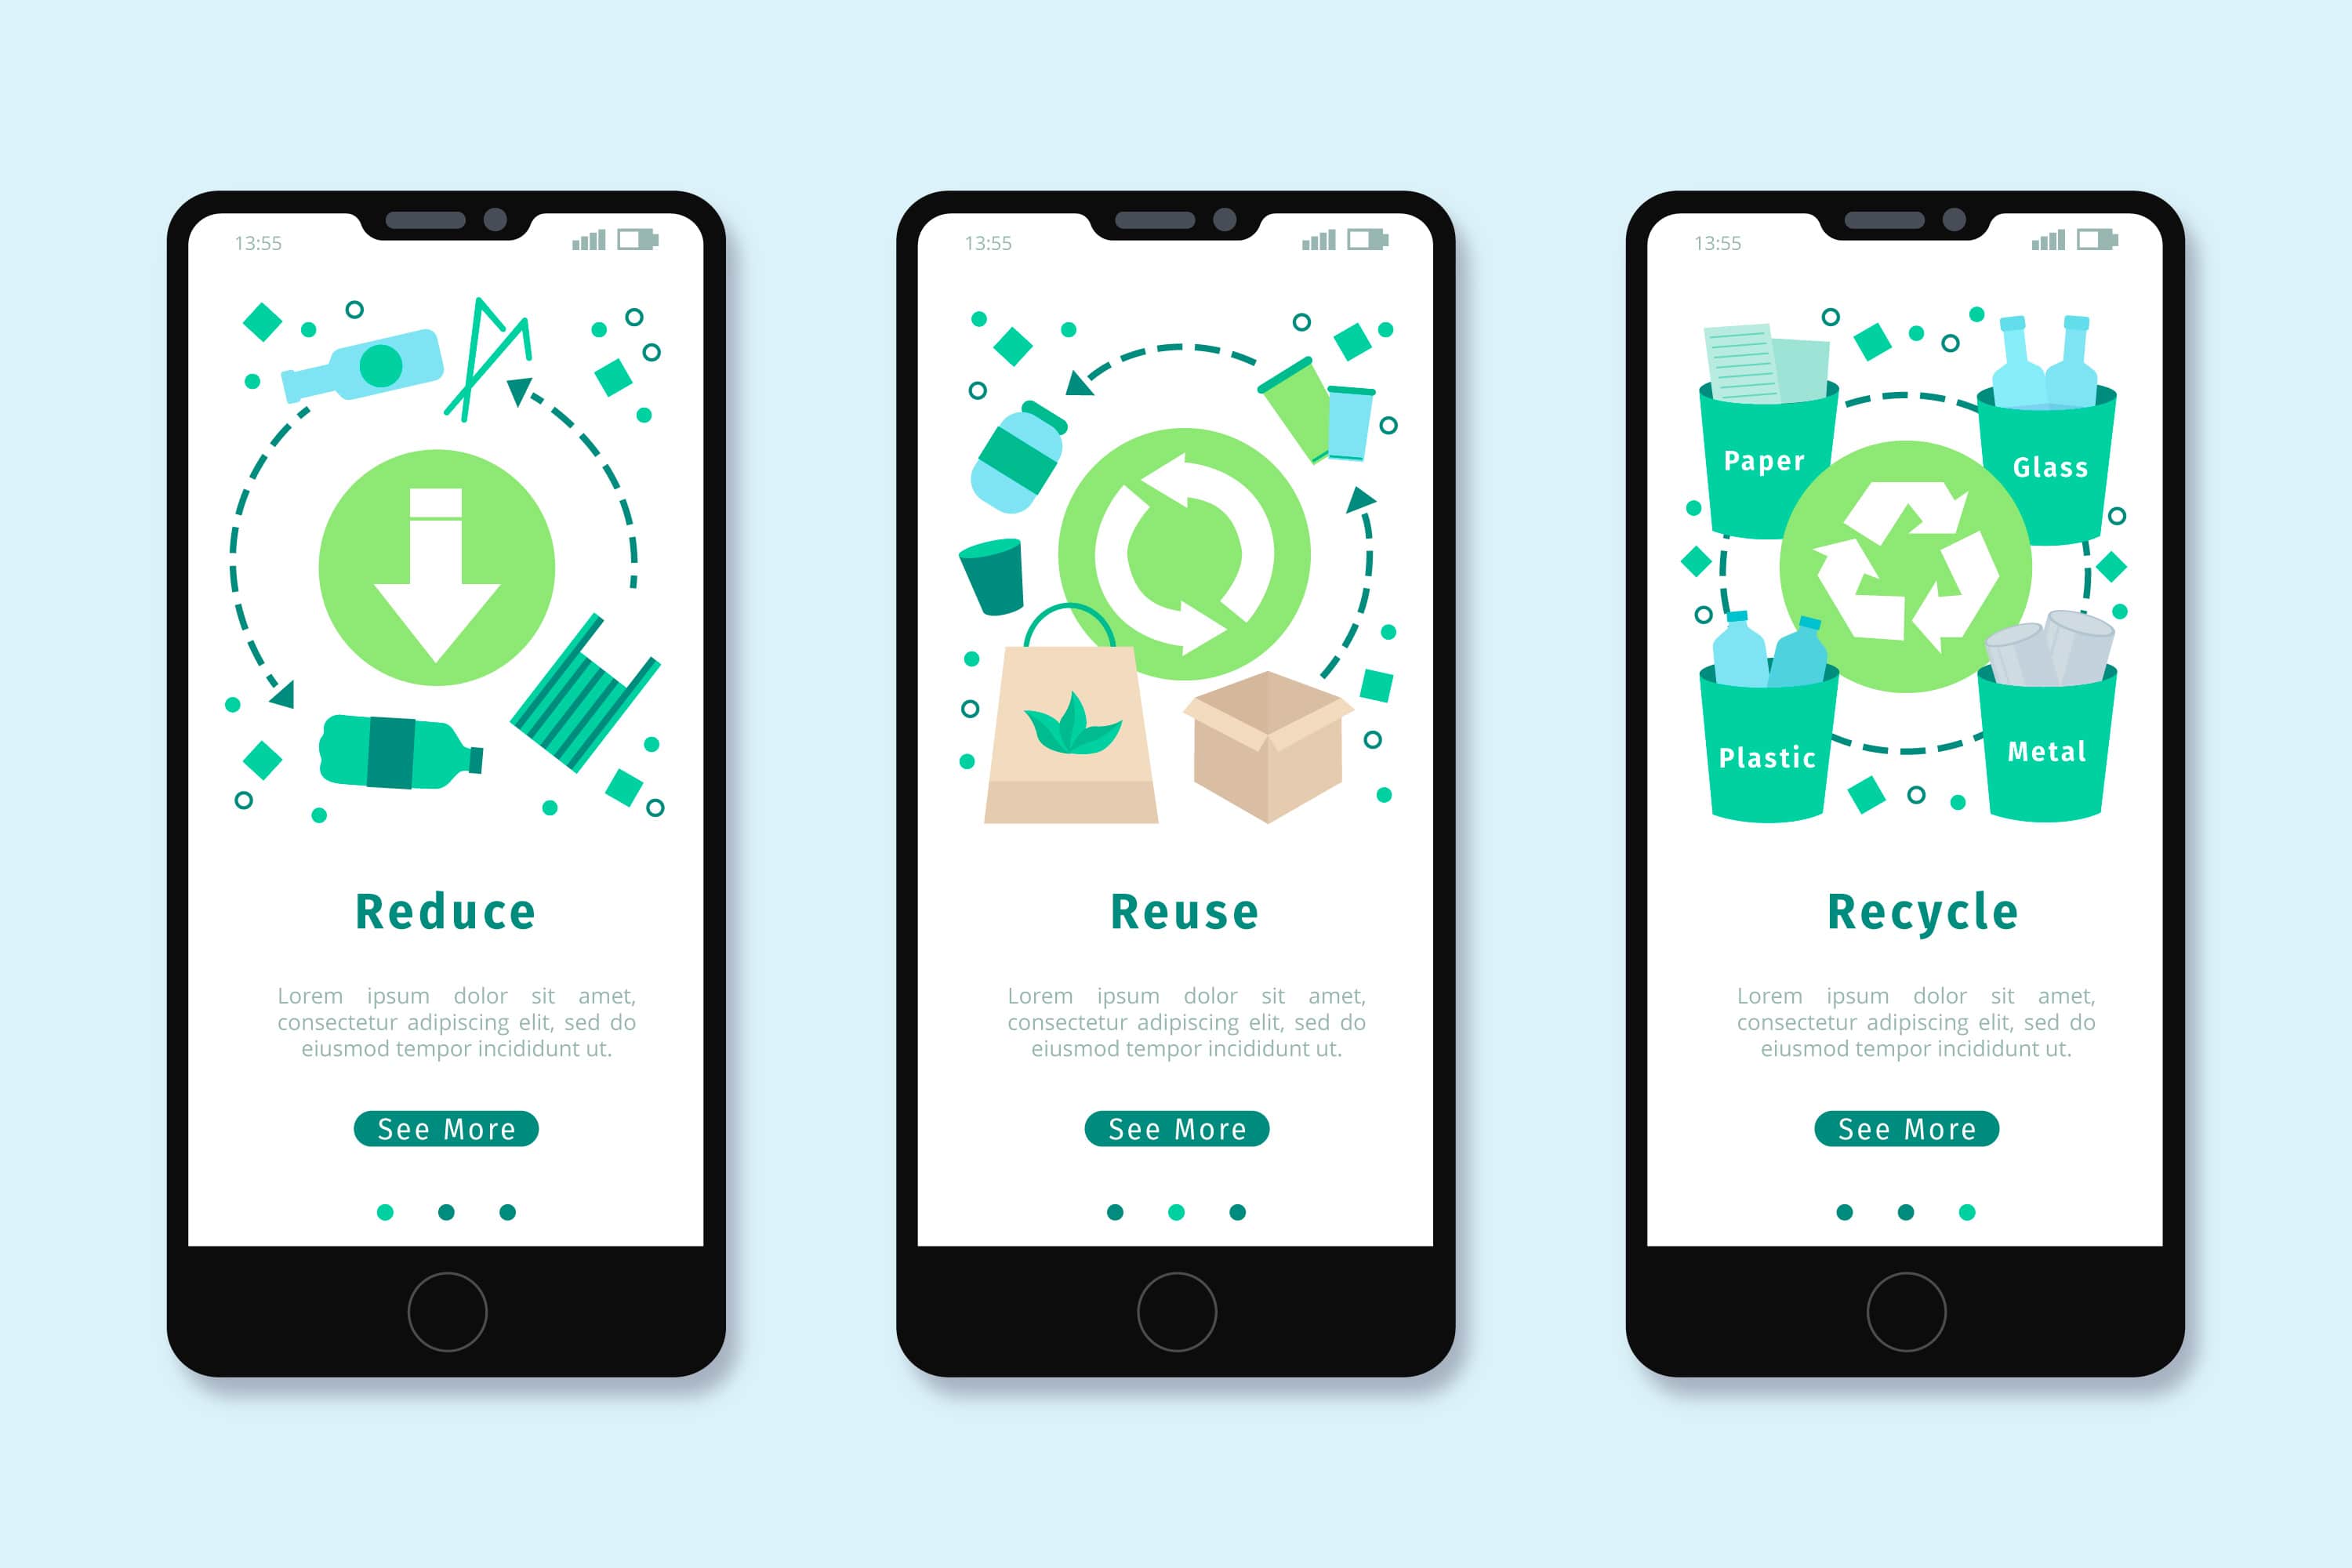 13:55
Reduce
Lorem ipsum dolor sit amet,
consectetur adipiscing elit, sed do
eiusmod tempor incididunt ut.
See More
13:55
Reuse
Lorem ipsum dolor sit amet,
consectetur adipiscing elit, sed do
eiusmod tempor incididunt ut.
See More
13:55
Paper
Glass
Plastic
Metal
Recycle
Lorem ipsum dolor sit amet,
consectetur adipiscing elit, sed do
eiusmod tempor incididunt ut.
See More